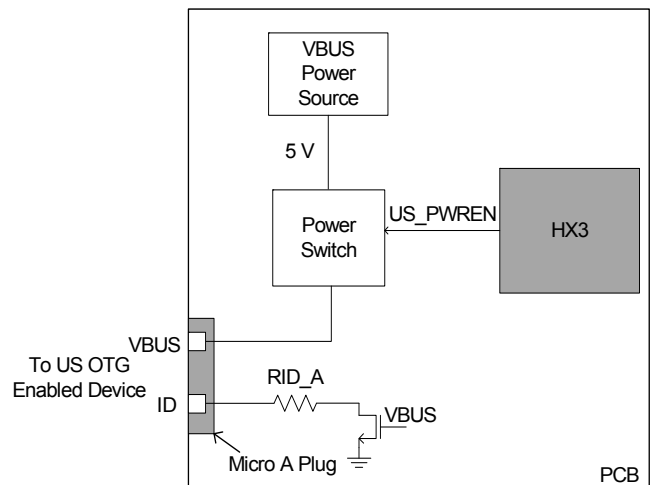 VBUS
Power
Source
5 V
US_PWREN
Power
Switch
HX3
VBUS
To US OTG
Enabled Device
RID_A
ID
VBUS
Micro A Plug
PCB